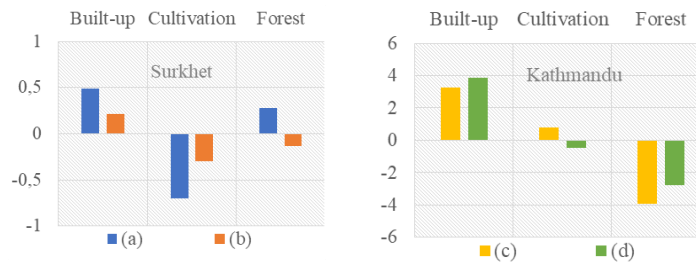 Built-up Cultivation Forest
1
0,5
0
-0,5
-1
Surkhet
(a) (b)
Built-up Cultivation Forest
6
4
2
0
-2
-4
-6
Kathmandu
(c) (d)